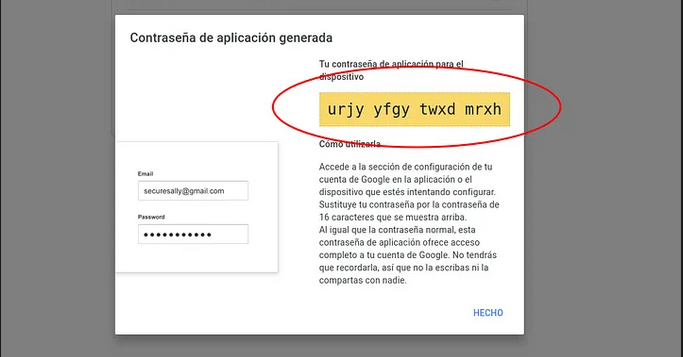 Contraseña de aplicación generada
Tu contraseña de aplicación para el
dispositivo
urjy yfgy twxd mrxh
Cómo utilizarla
Email
securesally@gmail.com
Password
Accede a la sección de configuración de tu
cuenta de Google en la aplicación o el
dispositivo que estés intentando configurar.
Sustituye tu contraseña por la contraseña de
16 caracteres que se muestra arriba.
Al igual que la contraseña normal, esta
contraseña de aplicación ofrece acceso
completo a tu cuenta de Google. No tendrás
que recordarla, así que no la escribas ni la
compartas con nadie.
HECHO